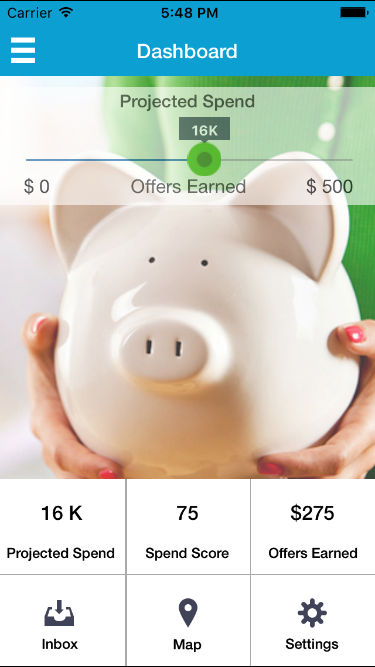 Carrier 5:48 PM
Dashboard
Projected Spend
16K
$ 0 Offers Earned $ 500
16 K 75 $275
Projected Spend Spend Score Offers Earned
Inbox Map Settings